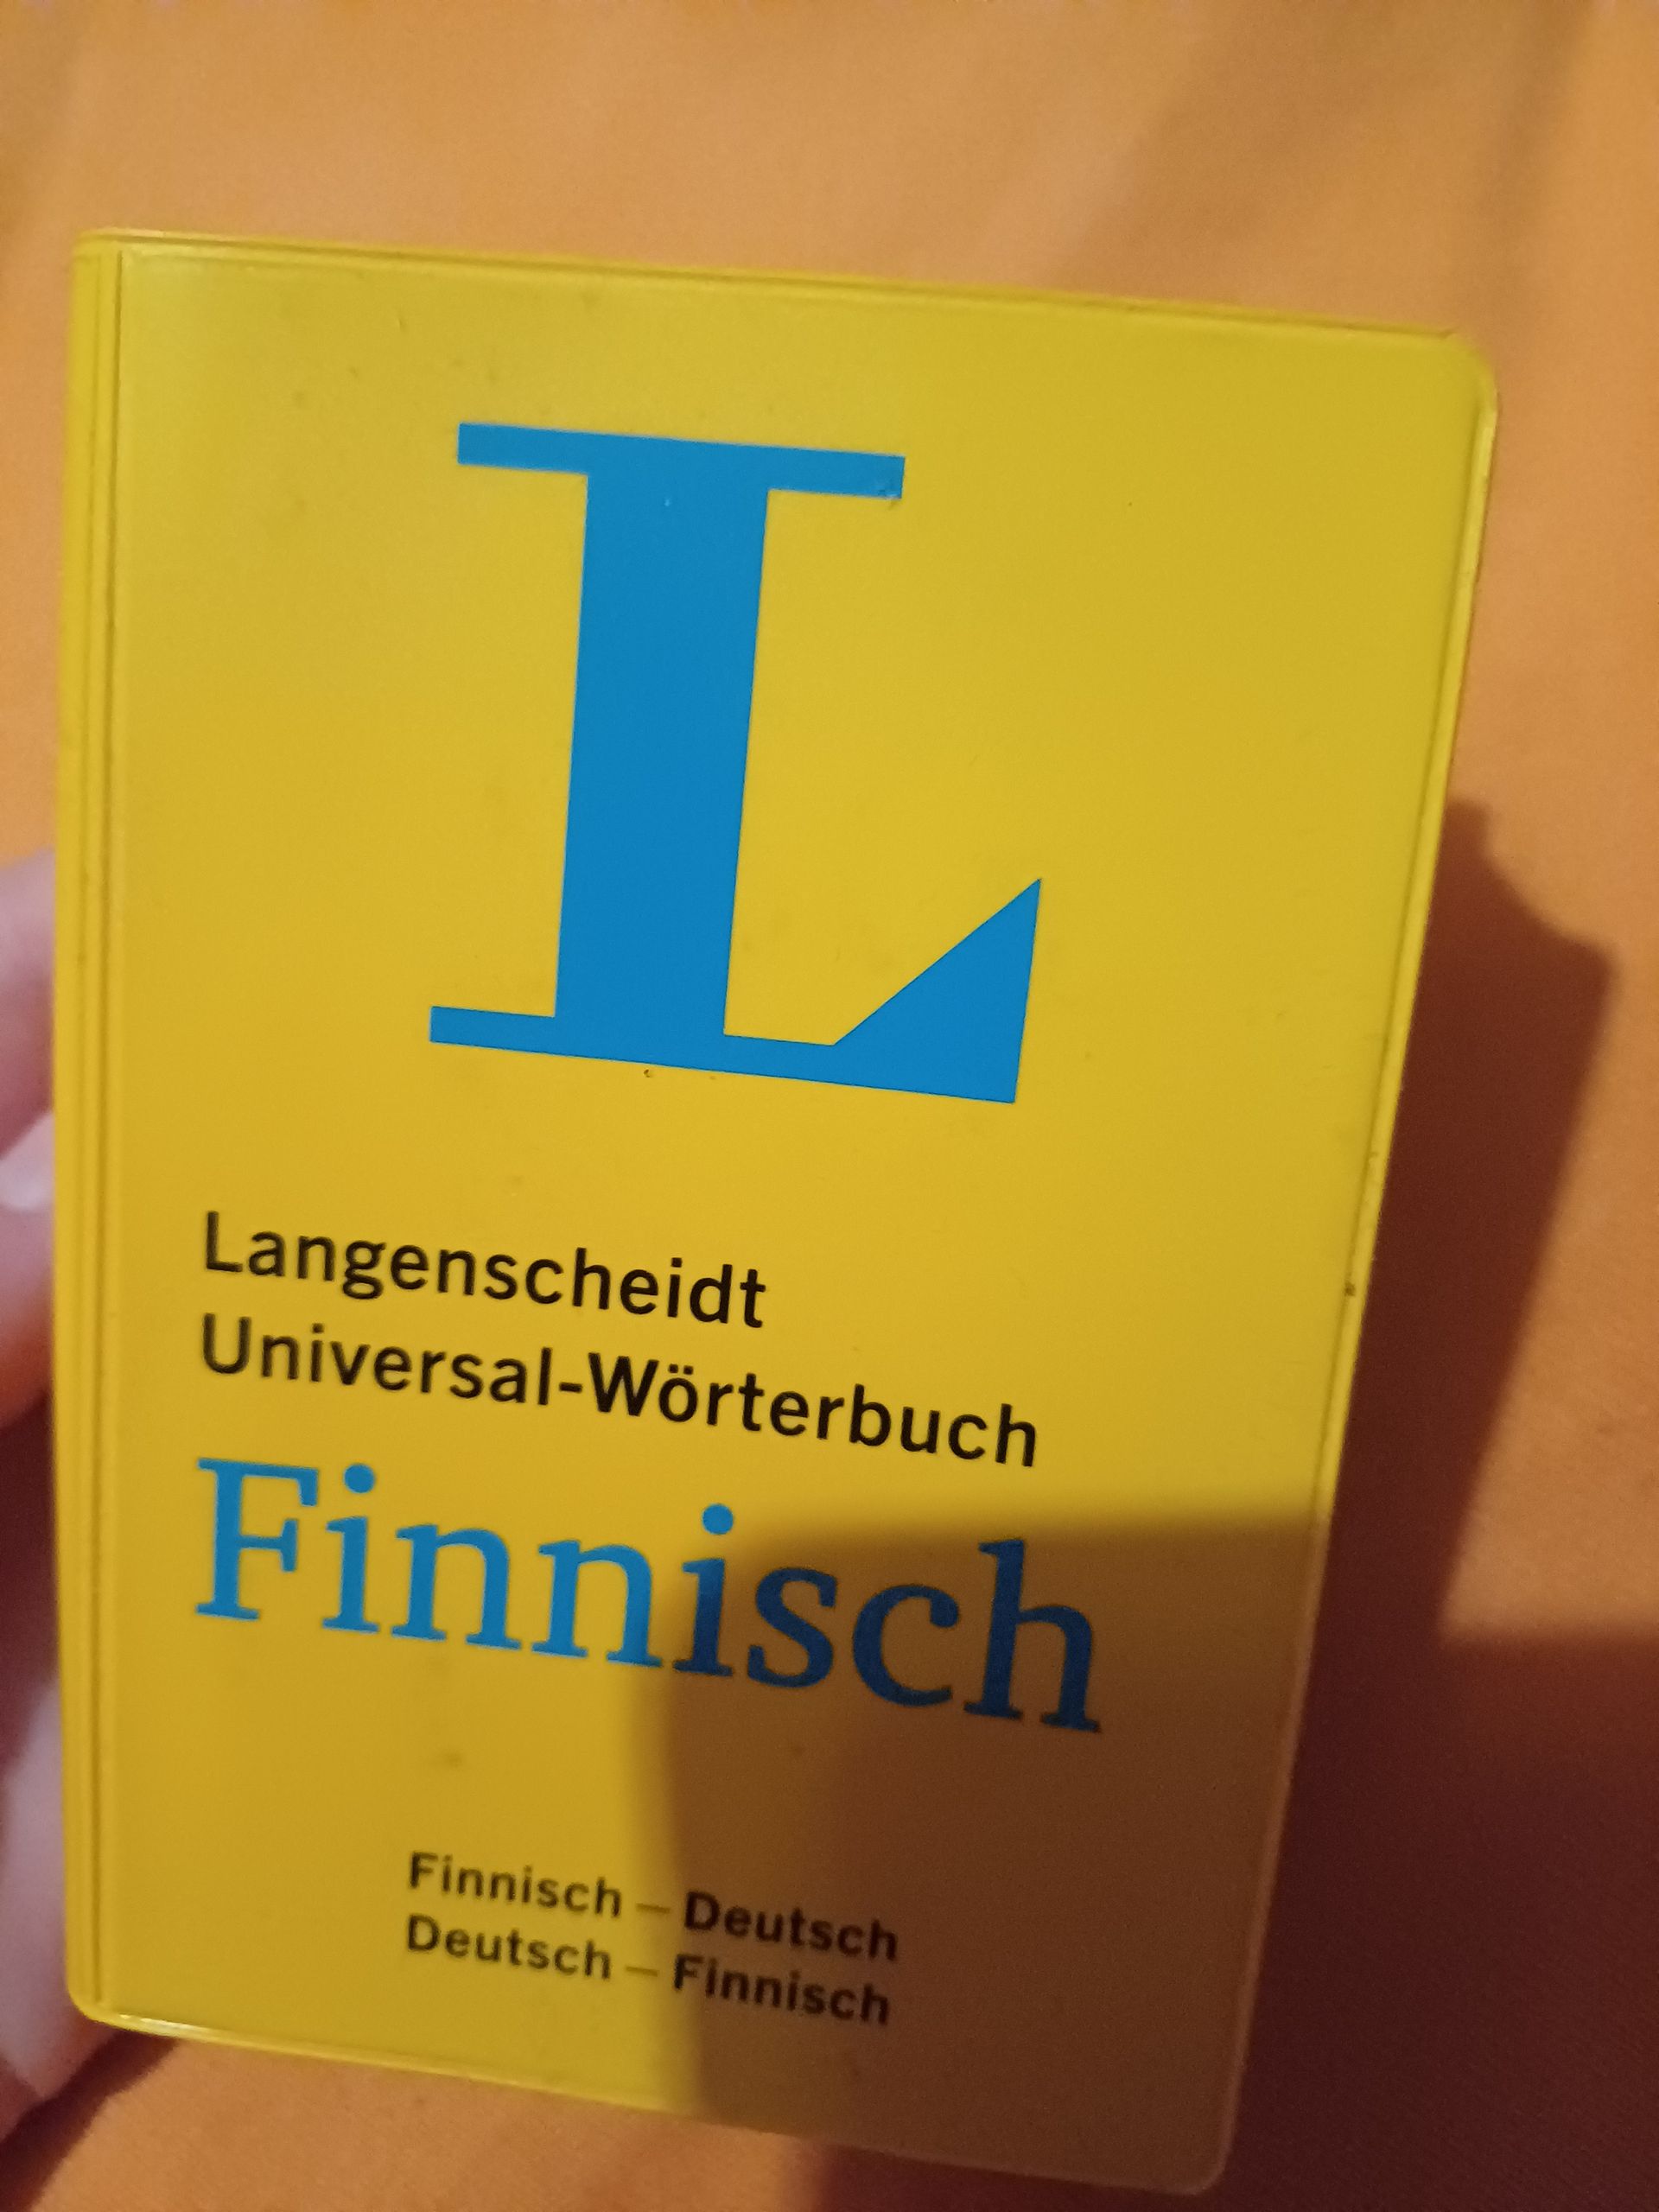 L
Langenscheidt
Universal-Wörterbuch
Finnisch
Finnisch – Deutsch
Deutsch – Finnisch